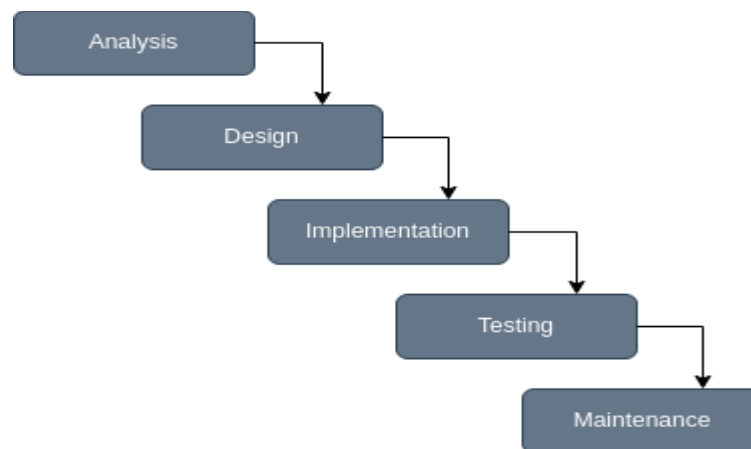 Analysis
Design
Implementation
Testing
Maintenance